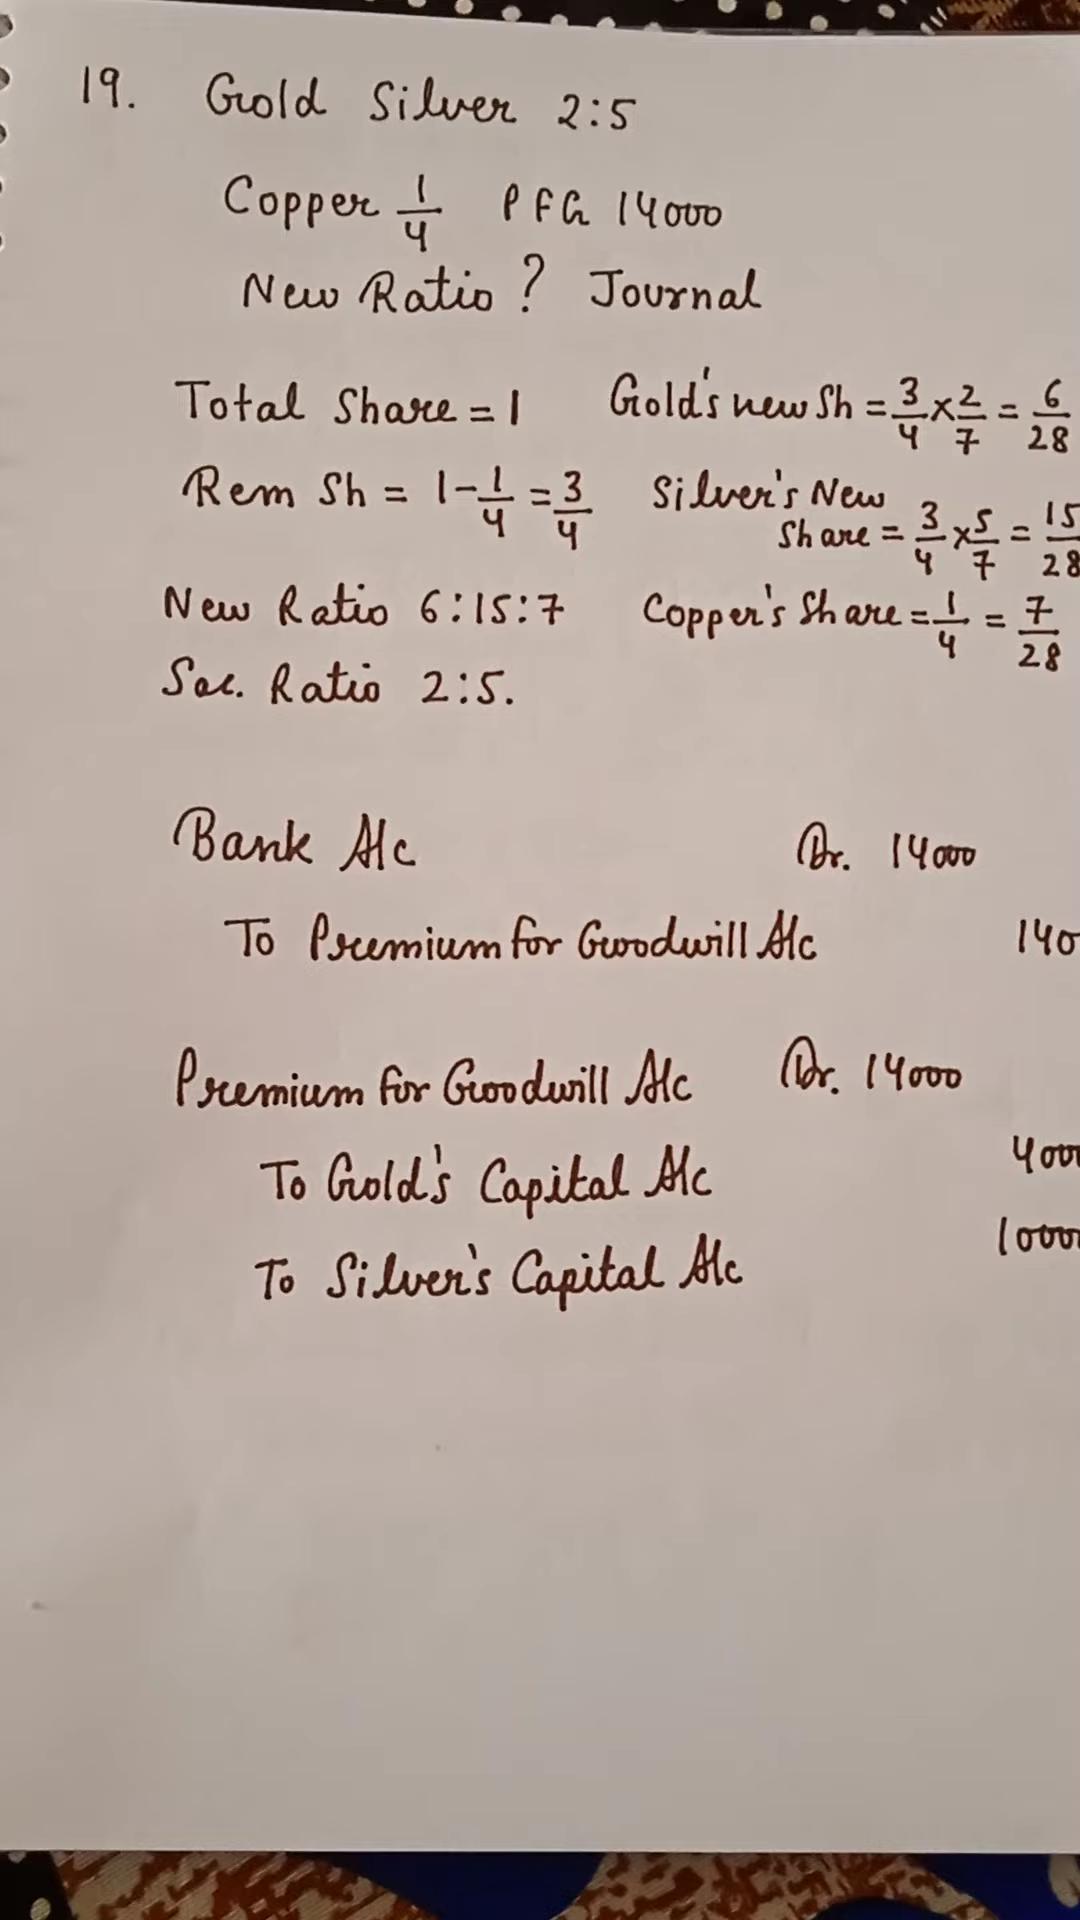 19. Gold Silver 2:5
Copper 1/4 PFG 14000
New Ratio? Journal
Total Share = 1 Gold's new Sh = 3/4 x 2/7 = 6/28
Rem Sh = 1 - 1/4 = 3/4 Silver's New
Share = 3/4 x 5/7 = 15/28
New Ratio 6:15:7 Copper's Share = 1/4 = 7/28
Sac. Ratio 2:5.
Bank A/c Dr. 14000
To Premium for Goodwill A/c 140
Premium for Goodwill A/c Dr. 14000
To Gold's Capital A/c 4000
To Silver's Capital A/c 10000